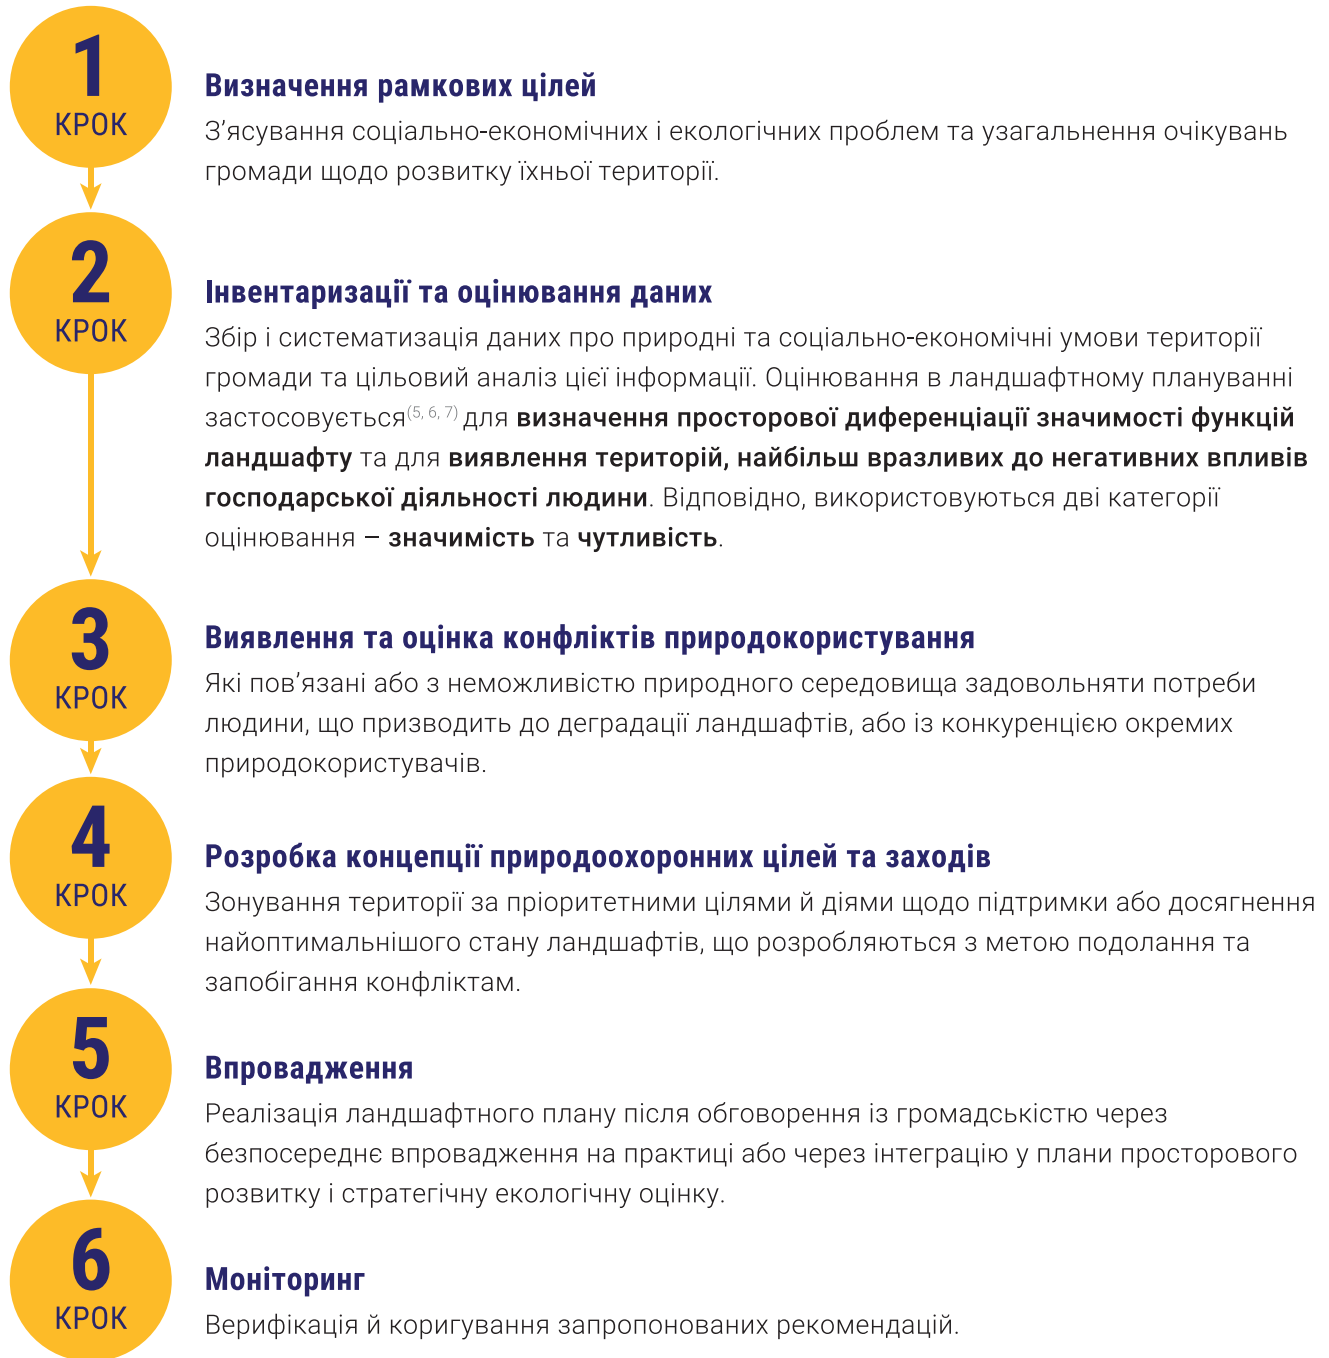 1
КРОК
Визначення рамкових цілей
З’ясування соціально-економічних і екологічних проблем та узагальнення очікувань
громади щодо розвитку їхньої території.
2
КРОК
Інвентаризації та оцінювання даних
Збір і систематизація даних про природні та соціально-економічні умови території
громади та цільовий аналіз цієї інформації. Оцінювання в ландшафтному плануванні
застосовується(5, 6, 7) для визначення просторової диференціації значимості функцій
ландшафту та для виявлення територій, найбільш вразливих до негативних впливів
господарської діяльності людини. Відповідно, використовуються дві категорії
оцінювання – значимість та чутливість.
3
КРОК
Виявлення та оцінка конфліктів природокористування
Які пов’язані або з неможливістю природного середовища задовольняти потреби
людини, що призводить до деградації ландшафтів, або із конкуренцією окремих
природокористувачів.
4
КРОК
Розробка концепції природоохоронних цілей та заходів
Зонування території за пріоритетними цілями й діями щодо підтримки або досягнення
найоптимальнішого стану ландшафтів, що розробляються з метою подолання та
запобігання конфліктам.
5
КРОК
Впровадження
Реалізація ландшафтного плану після обговорення із громадськістю через
безпосереднє впровадження на практиці або через інтеграцію у плани просторового
розвитку і стратегічну екологічну оцінку.
6
КРОК
Моніторинг
Верифікація й коригування запропонованих рекомендацій.